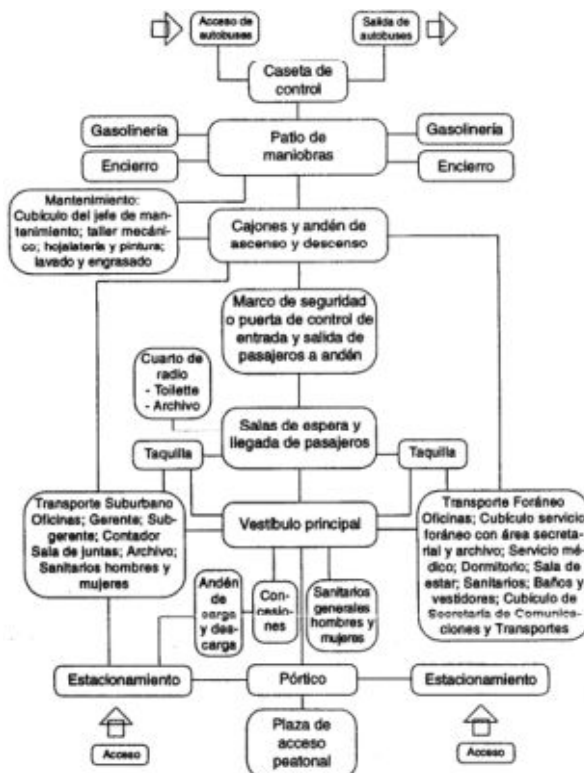 Acceso de
autobuses
Salida de
autobuses
Caseta de
control
Gasolinería
Encierro
Patio de
maniobras
Gasolinería
Encierro
Mantenimiento:
Cubículo del jefe de man-
tenimiento; taller mecáni-
co; hojalatería y pintura;
lavado y engrasado
Cajones y andén de
ascenso y descenso
Marco de seguridad
o puerta de control de
entrada y salida de
pasajeros a andén
Cuarto de
radio
- Toilette
- Archivo
Salas de espera y
llegada de pasajeros
Taquilla
Taquilla
Transporte Suburbano
Oficinas; Gerente; Sub-
gerente; Contador
Sala de juntas; Archivo;
Sanitarios hombres y
mujeres
Vestíbulo principal
Transporte Foráneo
Oficinas; Cubículo servicio
foráneo con área secreta-
rial y archivo; Servicio mé-
dico; Dormitorio; Sala de
estar; Sanitarios; Baños y
vestidores; Cubículo de
Secretaría de Comunica-
ciones y Transportes
Andén
de
carga
y des-
carga
Con-
cesio-
nes
Sanitarios
generales
hombres y
mujeres
Estacionamiento
Pórtico
Estacionamiento
Plaza de
acceso
peatonal
Acceso
Acceso